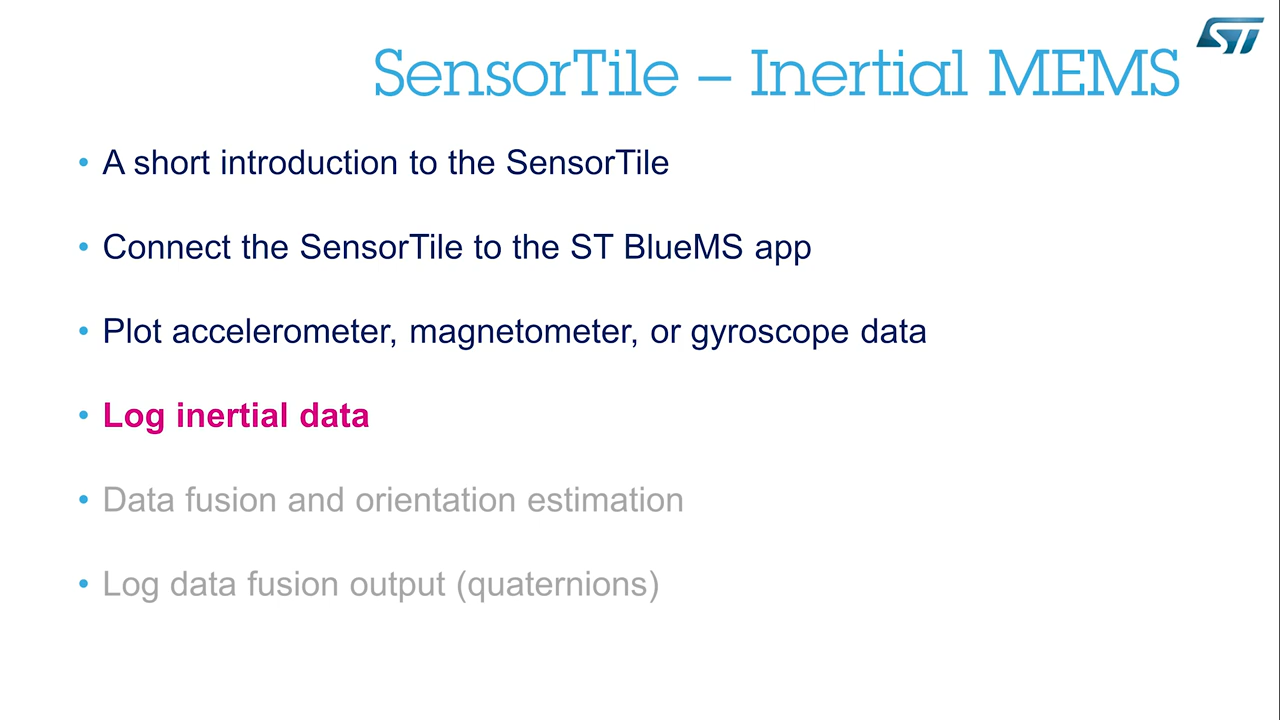 ST
SensorTile – Inertial MEMS
• A short introduction to the SensorTile
• Connect the SensorTile to the ST BlueMS app
• Plot accelerometer, magnetometer, or gyroscope data
• Log inertial data
• Data fusion and orientation estimation
• Log data fusion output (quaternions)